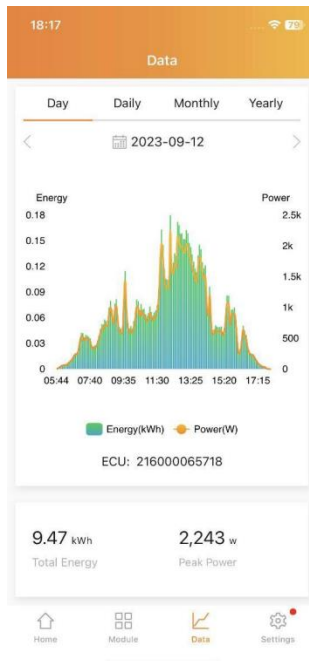 18:17
79
Data
Day Daily Monthly Yearly
2023-09-12
Energy Power
0.18 2.5k
0.15 2k
0.12 1.5k
0.09 1k
0.06 500
0.03
0 0
05:44 07:40 09:35 11:30 13:25 15:20 17:15
Energy(kWh) Power(W)
ECU: 216000065718
9.47 kWh 2,243 w
Total Energy Peak Power
Home Module Data Settings